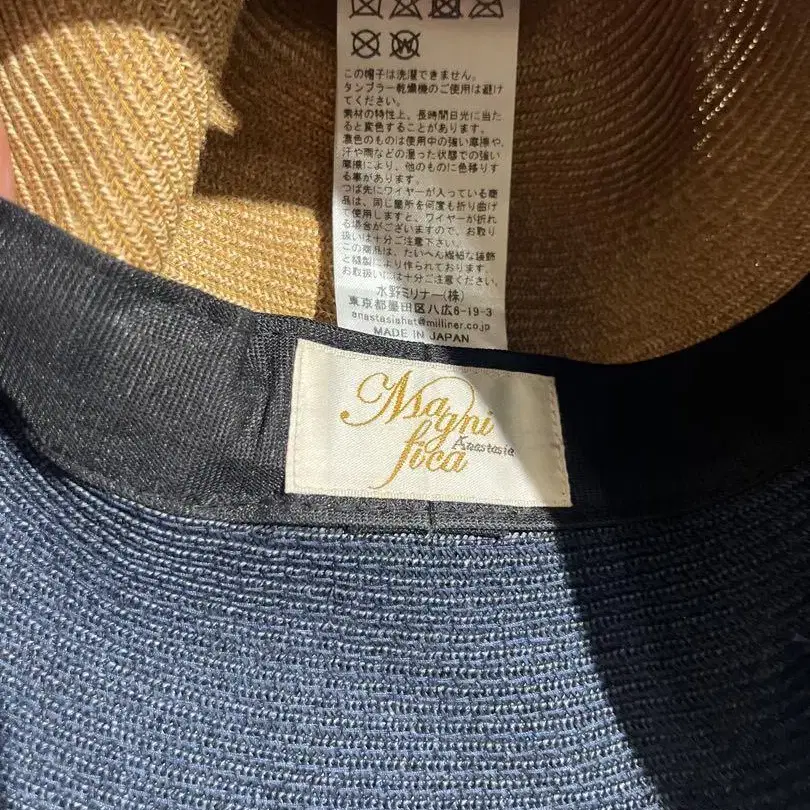 この帽子は洗濯できません。
タンブラー乾燥機のご使用は避け
てください。
素材の特性上、長時間日光に当た
ると変色することがあります。
濃色のものは使用中の強い摩擦や、
汗や雨などの湿った状態での強い
摩擦により、他のものに色移りす
る事があります。
つば先にワイヤーが入っている商
品は、同じ箇所を何度も折り曲げ
て使用しますと、ワイヤーが折れ
る場合がございますので、お取り
扱いは十分ご注意下さい。
この商品は、たいへん繊細な装飾
と縫製により作られております。
お取扱いには十分ご注意ください。
水野ミリナー(株)
東京都墨田区八広6-19-3
anastasiahat@milliner.co.jp
MADE IN JAPAN
Magni
Anastasia
fica